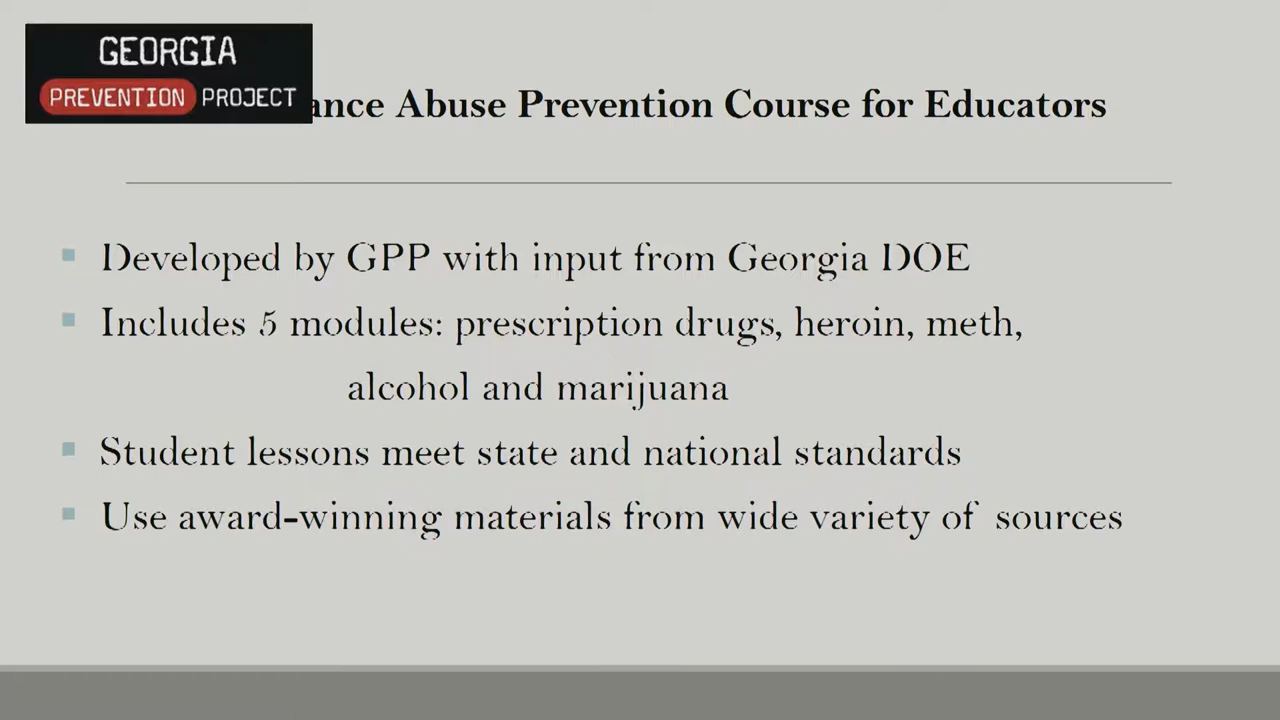 GEORGIA
PREVENTION PROJECT
Abuse Prevention Course for Educators
Developed by GPP with input from Georgia DOE
Includes 5 modules: prescription drugs, heroin, meth,
alcohol and marijuana
Student lessons meet state and national standards
Use award-winning materials from wide variety of sources